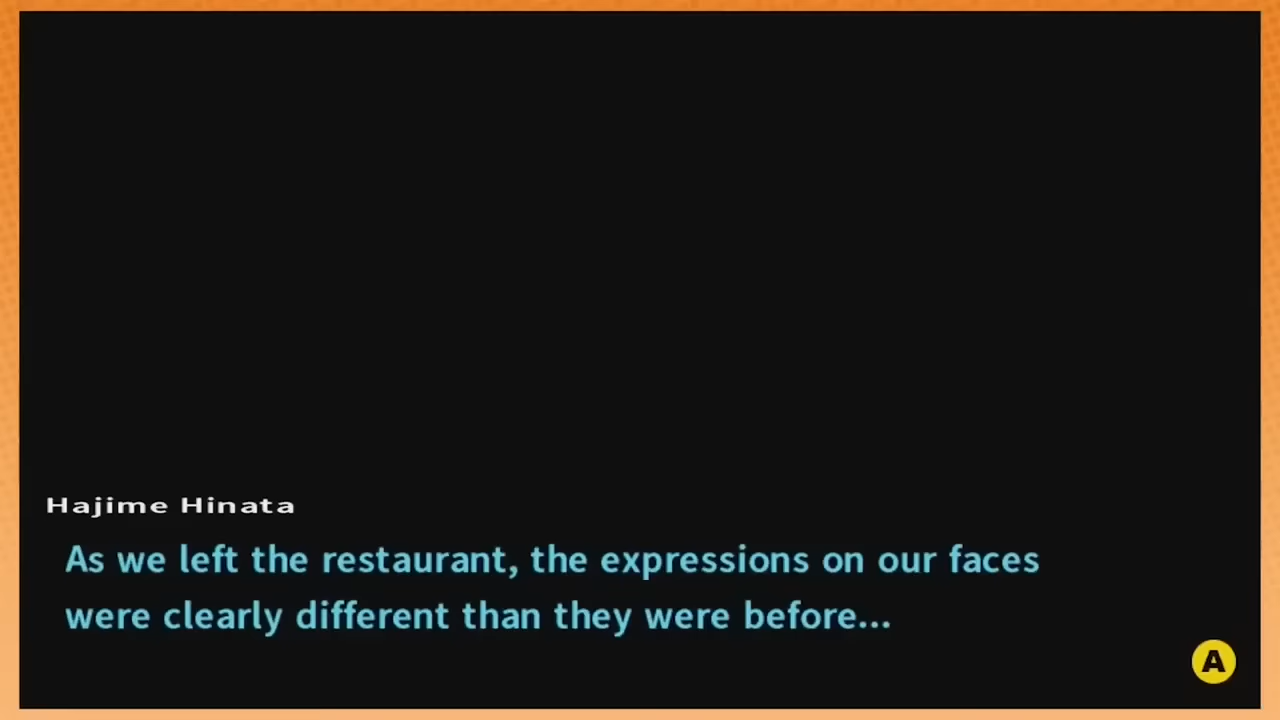 Hajime Hinata
As we left the restaurant, the expressions on our faces
were clearly different than they were before...
A